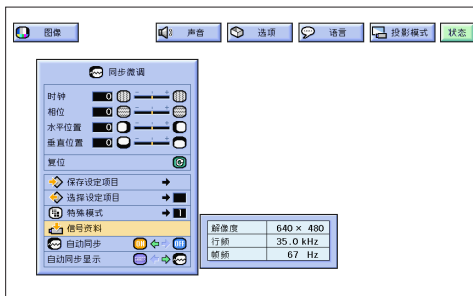 图像
声音
选项
语言
投影模式
状态
同步微调
时钟 0
相位 0
水平位置 0
垂直位置 0
复位
保存设定项目
选择设定项目
特殊模式 1
信号资料
自动同步
自动同步显示
解像度 640 × 480
行频 35.0 kHz
帧频 67 Hz